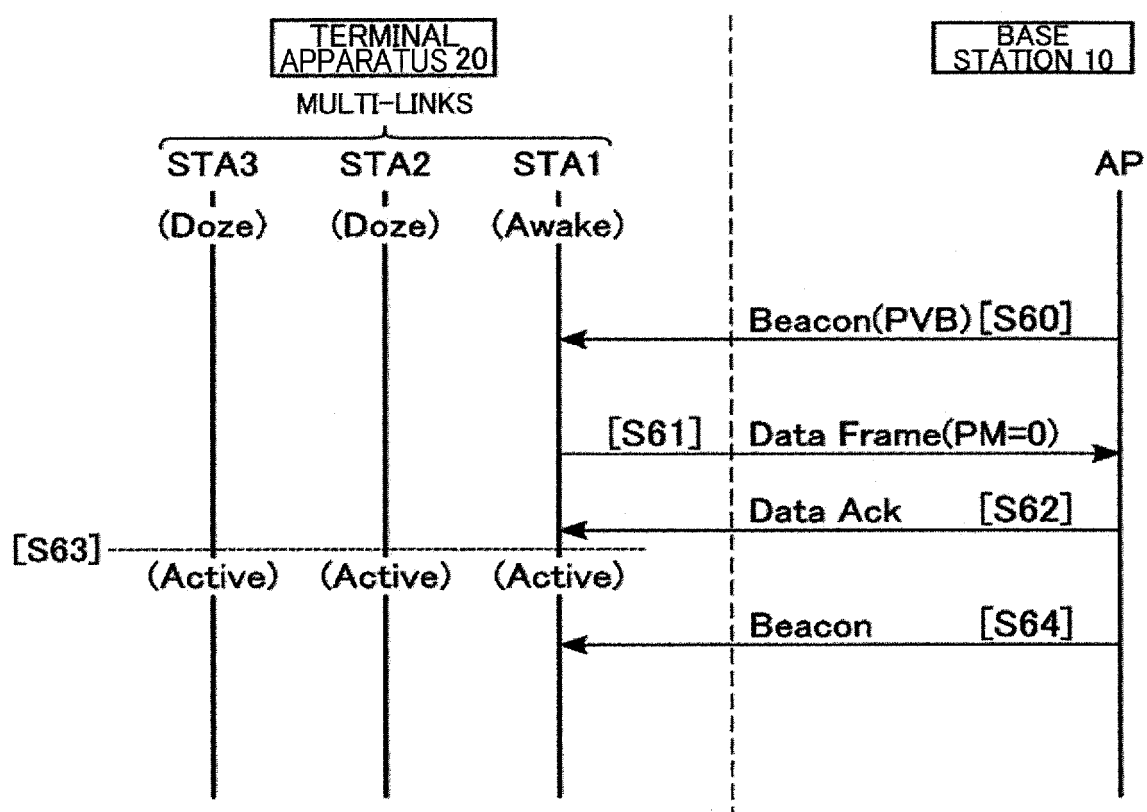 TERMINAL
APPARATUS 20
BASE
STATION 10
MULTI-LINKS
STA3 STA2 STA1 AP
(Doze) (Doze) (Awake)
Beacon(PVB) [S60]
[S61] Data Frame(PM=0)
Data Ack [S62]
[S63]
(Active) (Active) (Active)
Beacon [S64]